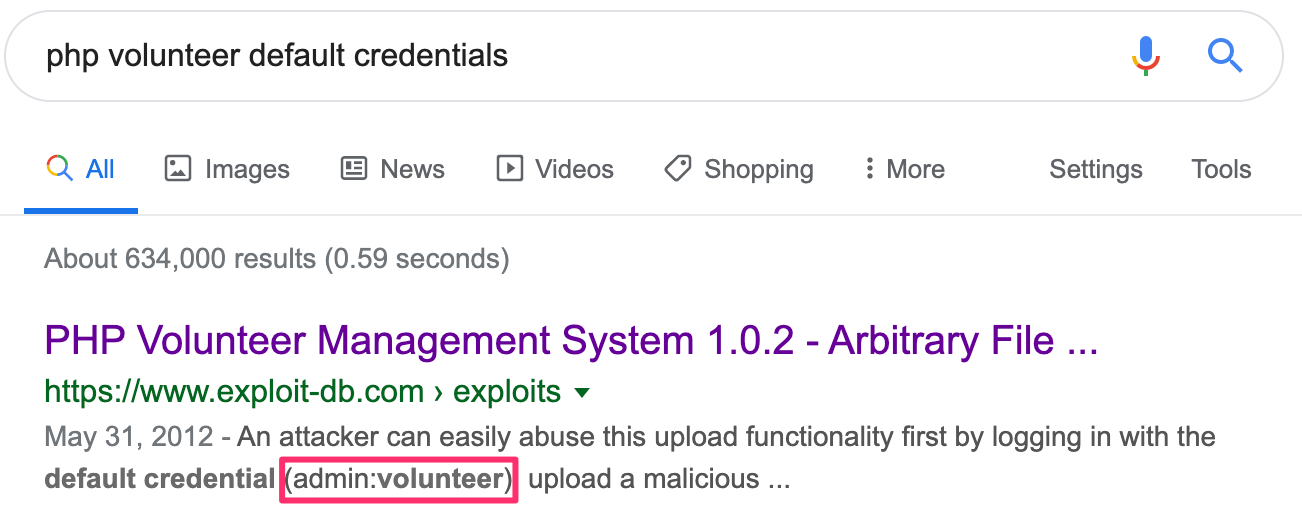 php volunteer default credentials
All Images News Videos Shopping More Settings Tools
About 634,000 results (0.59 seconds)
PHP Volunteer Management System 1.0.2 - Arbitrary File ...
https://www.exploit-db.com › exploits
May 31, 2012 - An attacker can easily abuse this upload functionality first by logging in with the
default credential (admin:volunteer) upload a malicious ...